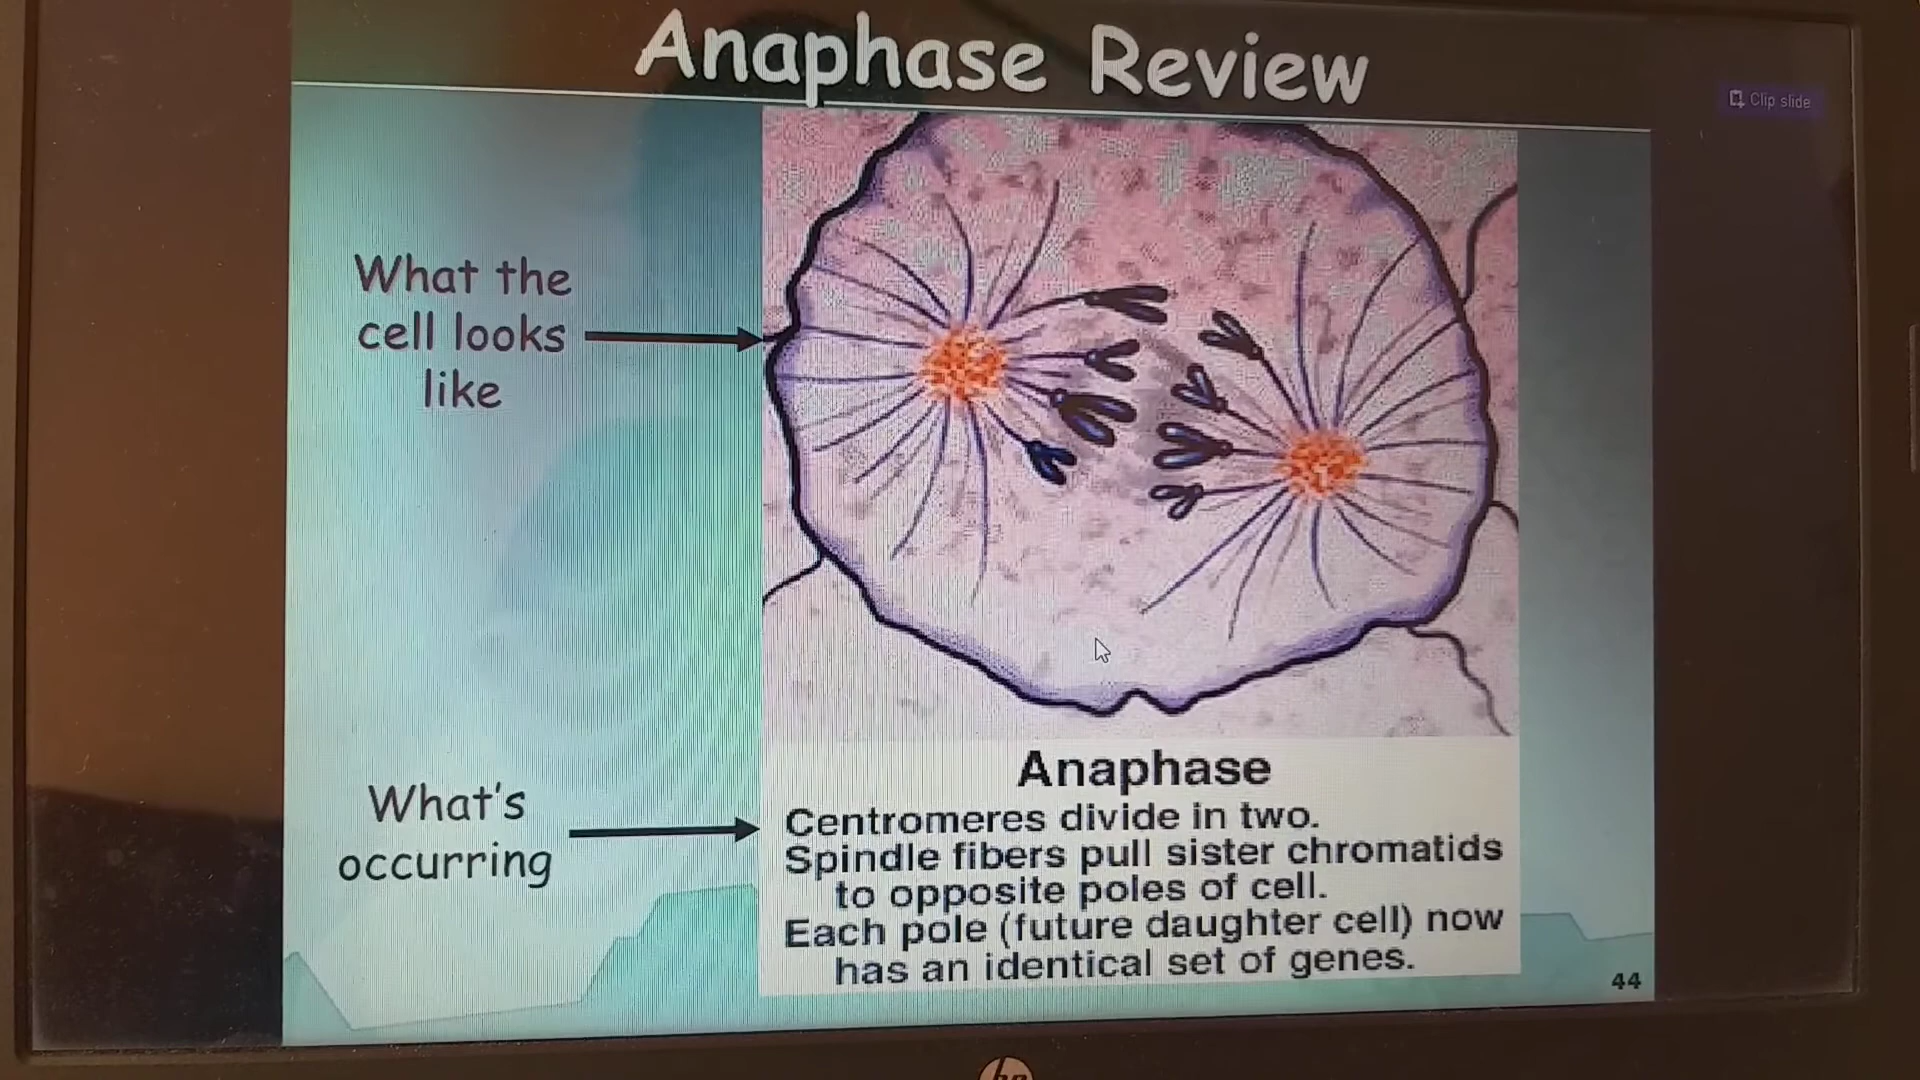 Anaphase Review
Clip slide
What the
cell looks
like
Anaphase
What's
occurring
Centromeres divide in two.
Spindle fibers pull sister chromatids
to opposite poles of cell.
Each pole (future daughter cell) now
has an identical set of genes.
44
hp